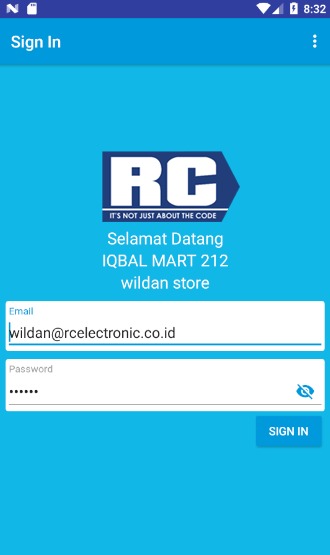 8:32
Sign In
RC
IT'S NOT JUST ABOUT THE CODE
Selamat Datang
IQBAL MART 212
wildan store
Email
wildan@rcelectronic.co.id
Password
••••••
SIGN IN